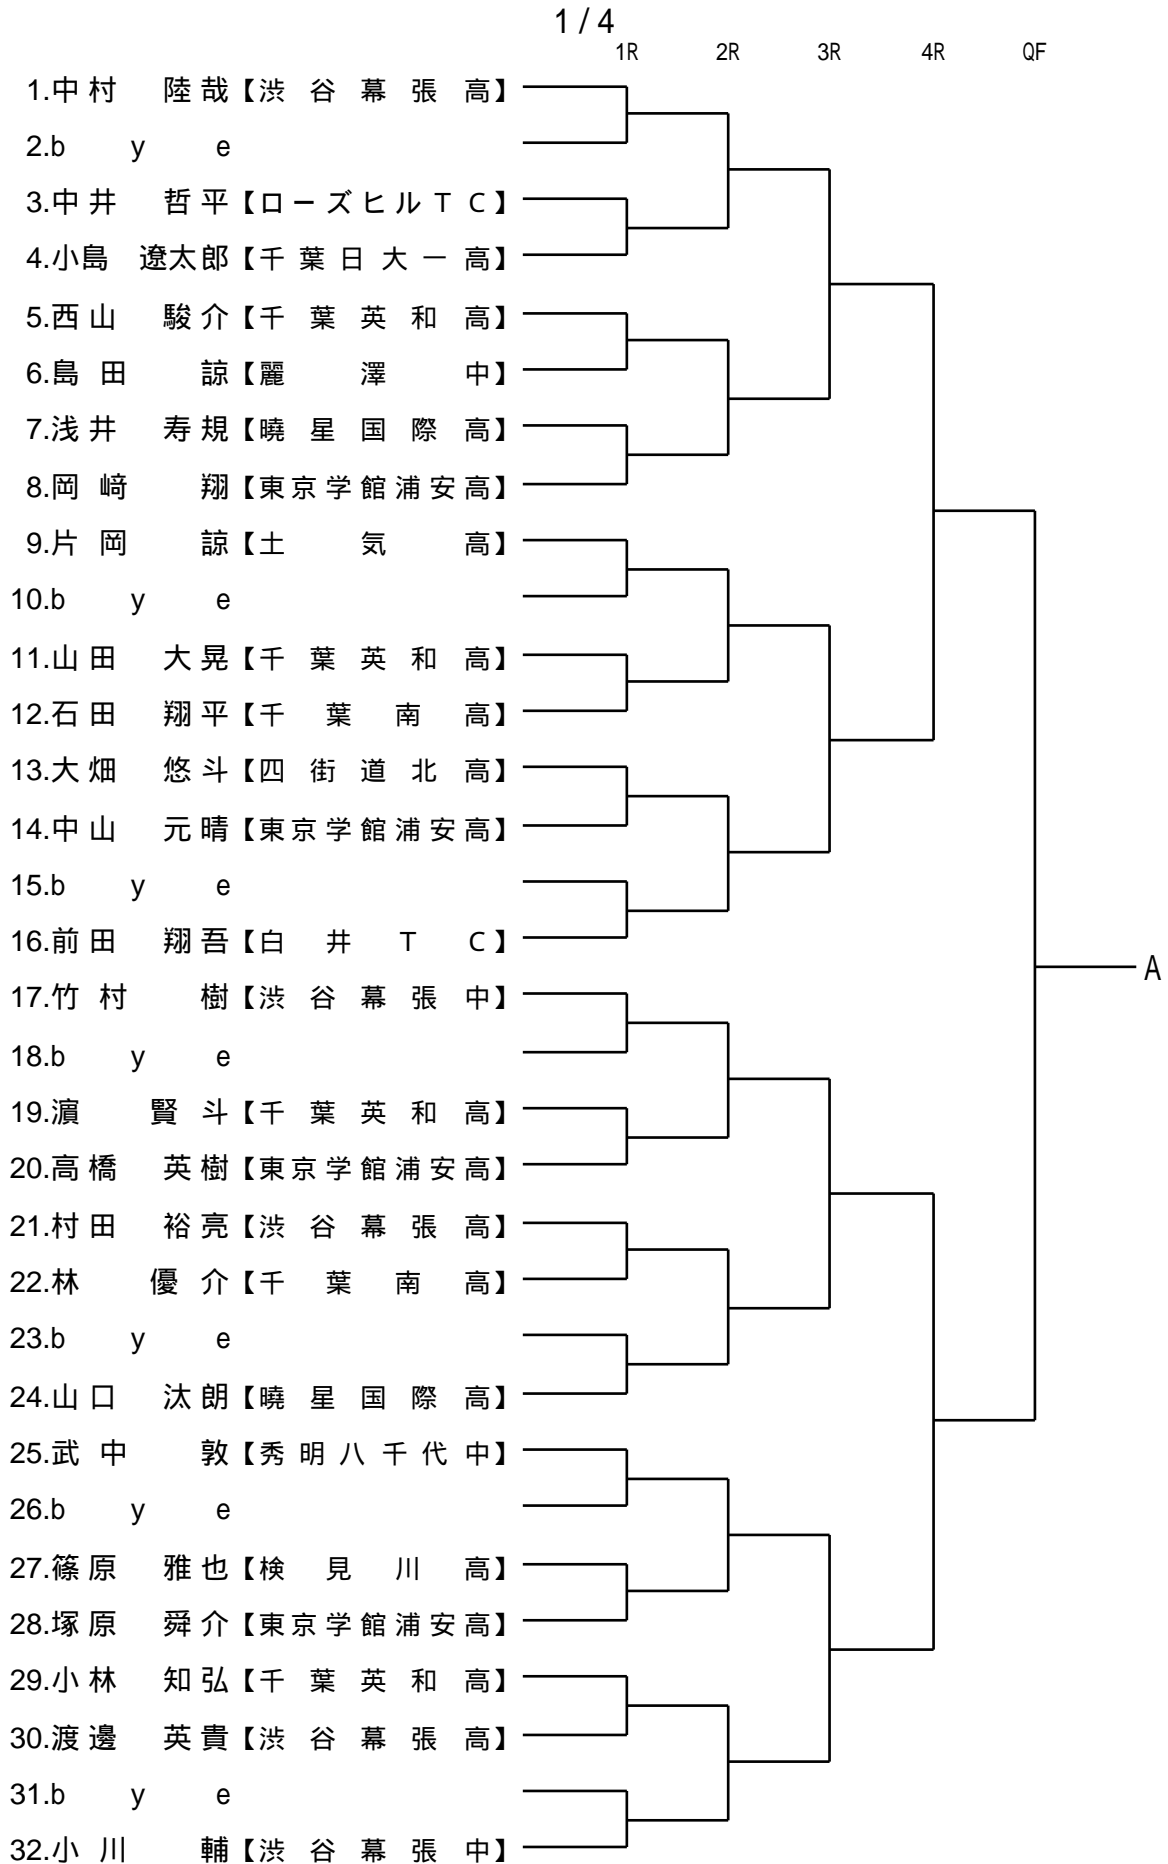 1 / 4
1R 2R 3R 4R QF
1.中村 陸哉【渋谷幕張高】
2.b y e
3.中井 哲平【ローズヒルTC】
4.小島 遼太郎【千葉日大一高】
5.西山 駿介【千葉英和高】
6.島田 諒【麗澤中】
7.浅井 寿規【暁星国際高】
8.岡﨑 翔【東京学館浦安高】
9.片岡 諒【土気高】
10.b y e
11.山田 大晃【千葉英和高】
12.石田 翔平【千葉南高】
13.大畑 悠斗【四街道北高】
14.中山 元晴【東京学館浦安高】
15.b y e
16.前田 翔吾【白井TC】
A
17.竹村 樹【渋谷幕張中】
18.b y e
19.濵 賢斗【千葉英和高】
20.高橋 英樹【東京学館浦安高】
21.村田 裕亮【渋谷幕張高】
22.林 優介【千葉南高】
23.b y e
24.山口 汰朗【暁星国際高】
25.武中 敦【秀明八千代中】
26.b y e
27.篠原 雅也【検見川高】
28.塚原 舜介【東京学館浦安高】
29.小林 知弘【千葉英和高】
30.渡邊 英貴【渋谷幕張高】
31.b y e
32.小川 輔【渋谷幕張中】